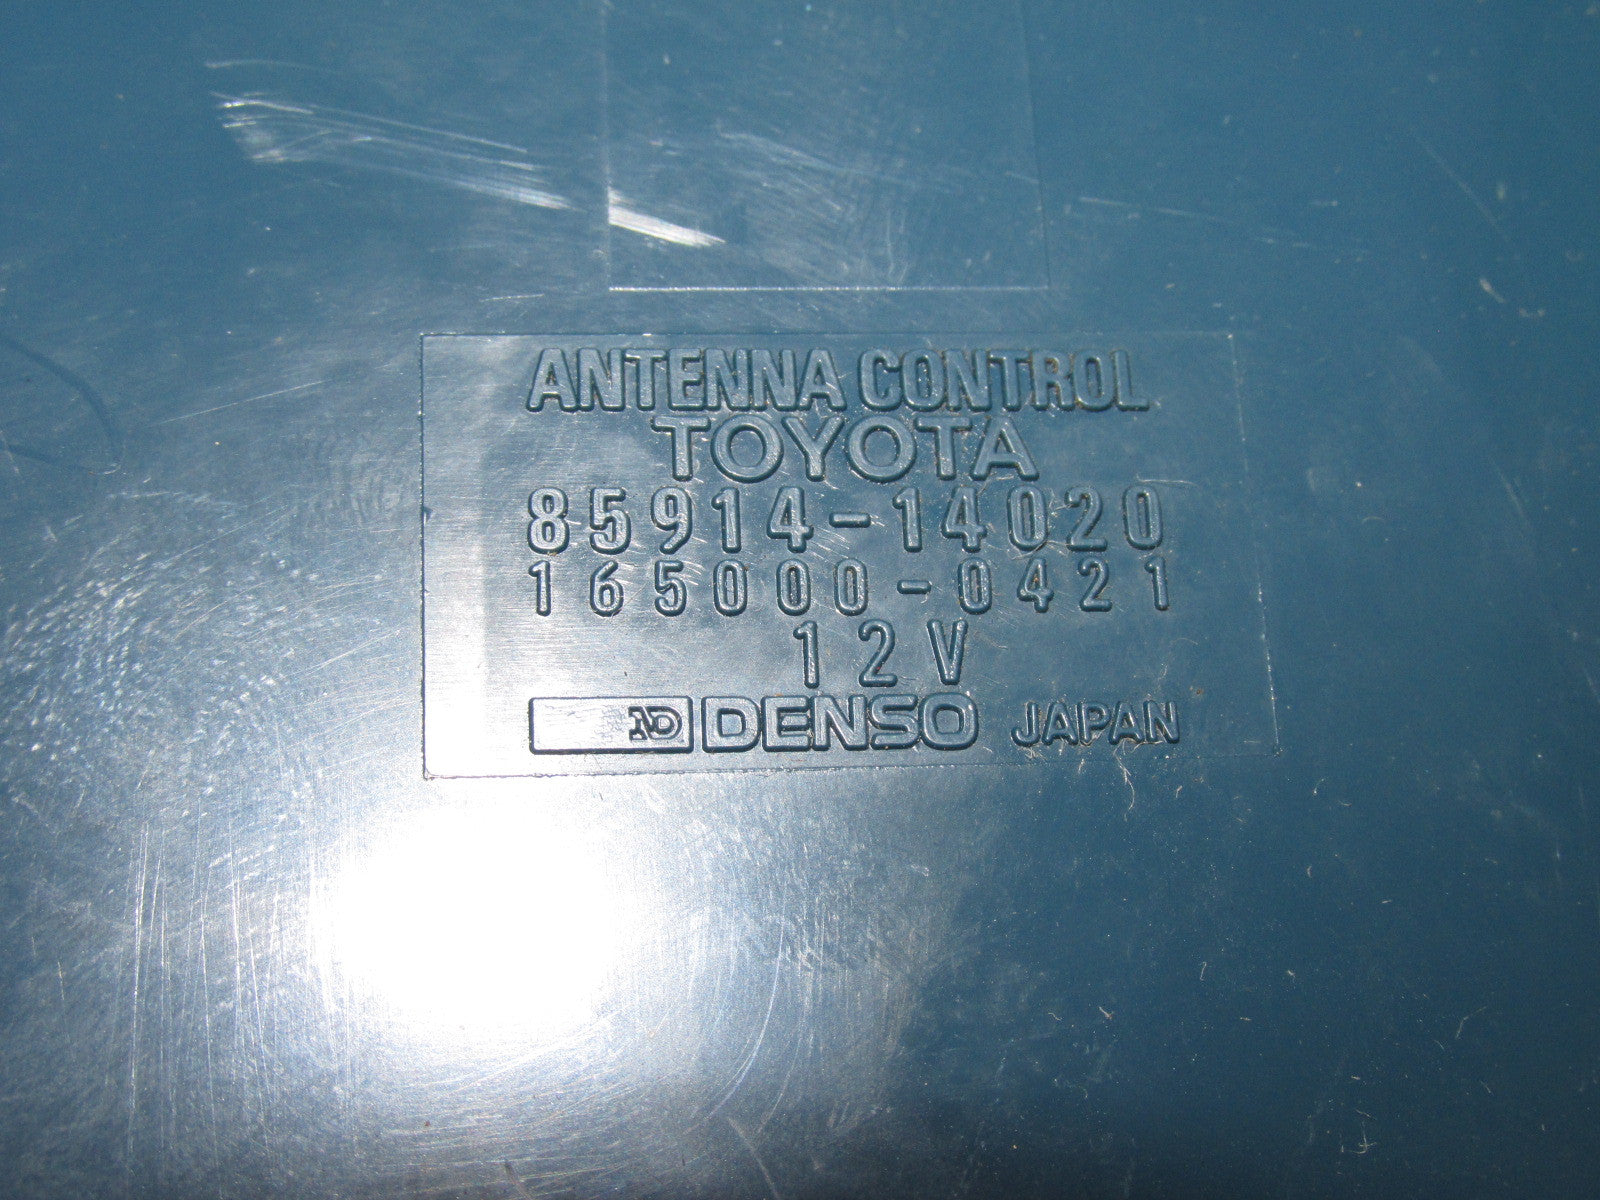 ANTENNA CONTROL
TOYOTA
85914-14020
165000-0421
12V
ND DENSO JAPAN